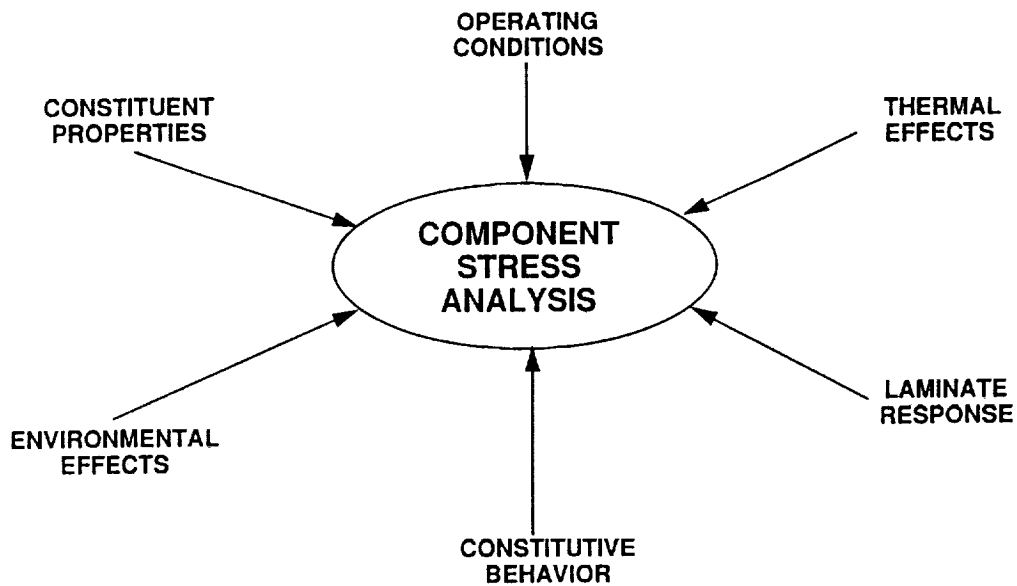 OPERATING
CONDITIONS
CONSTITUENT
PROPERTIES
THERMAL
EFFECTS
COMPONENT
STRESS
ANALYSIS
LAMINATE
RESPONSE
ENVIRONMENTAL
EFFECTS
CONSTITUTIVE
BEHAVIOR